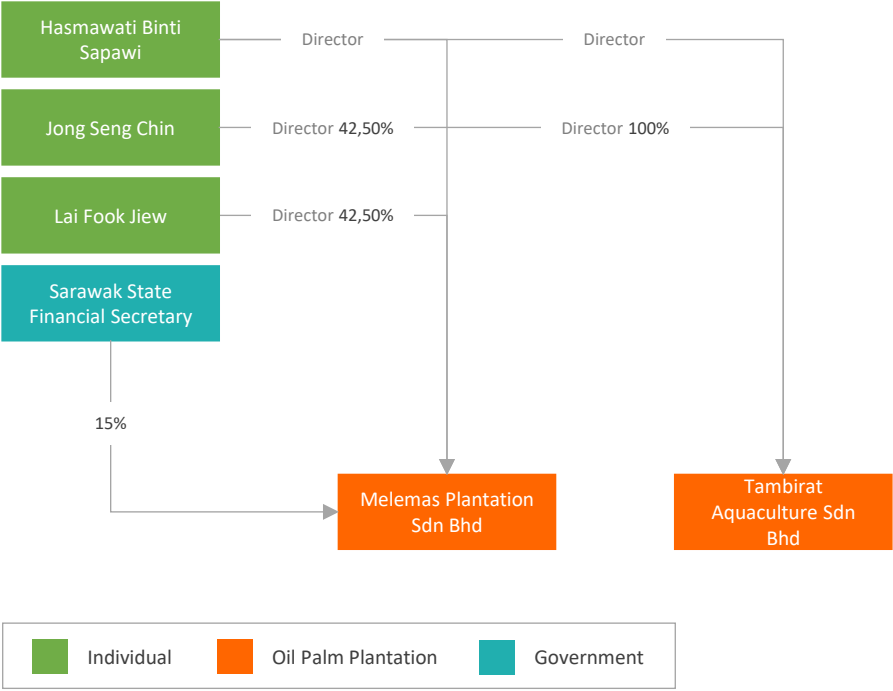 Hasmawati Binti
Sapawi
Director
Director
Jong Seng Chin
Director 42,50%
Director 100%
Lai Fook Jiew
Director 42,50%
Sarawak State
Financial Secretary
15%
Melemas Plantation
Sdn Bhd
Tambirat
Aquaculture Sdn
Bhd
Individual
Oil Palm Plantation
Government